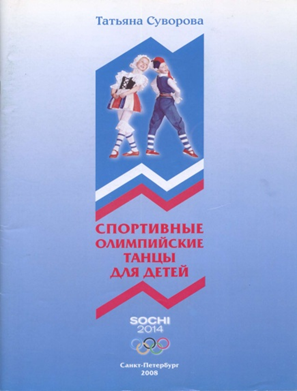 Татьяна Суворова
СПОРТИВНЫЕ
ОЛИМПИЙСКИЕ
ТАНЦЫ
ДЛЯ ДЕТЕЙ
SOCHI
2014
Санкт-Петербург
2008